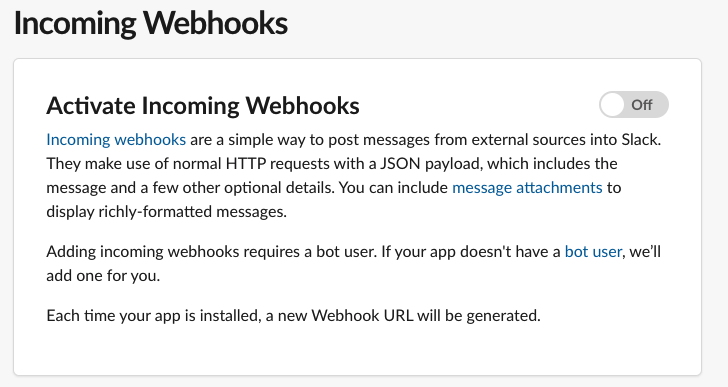 Incoming Webhooks
Activate Incoming Webhooks
Off
Incoming webhooks are a simple way to post messages from external sources into Slack.
They make use of normal HTTP requests with a JSON payload, which includes the
message and a few other optional details. You can include message attachments to
display richly-formatted messages.
Adding incoming webhooks requires a bot user. If your app doesn't have a bot user, we’ll
add one for you.
Each time your app is installed, a new Webhook URL will be generated.